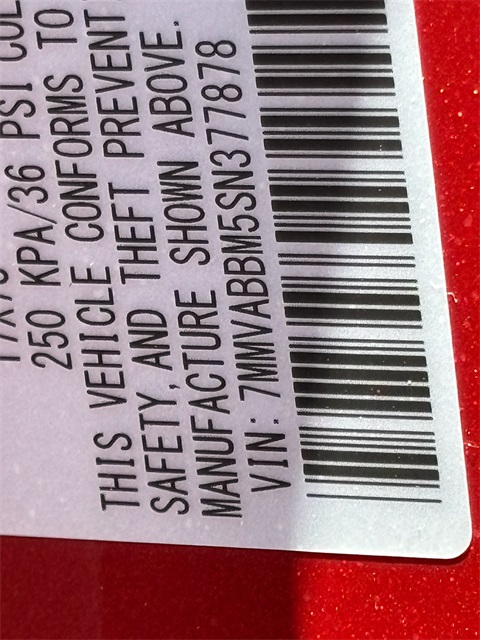 250 KPA/36 PSI COL
THIS VEHICLE CONFORMS TO
SAFETY, AND THEFT PREVENT
MANUFACTURE SHOWN ABOVE.
VIN: 7MMVABBM5SN377878